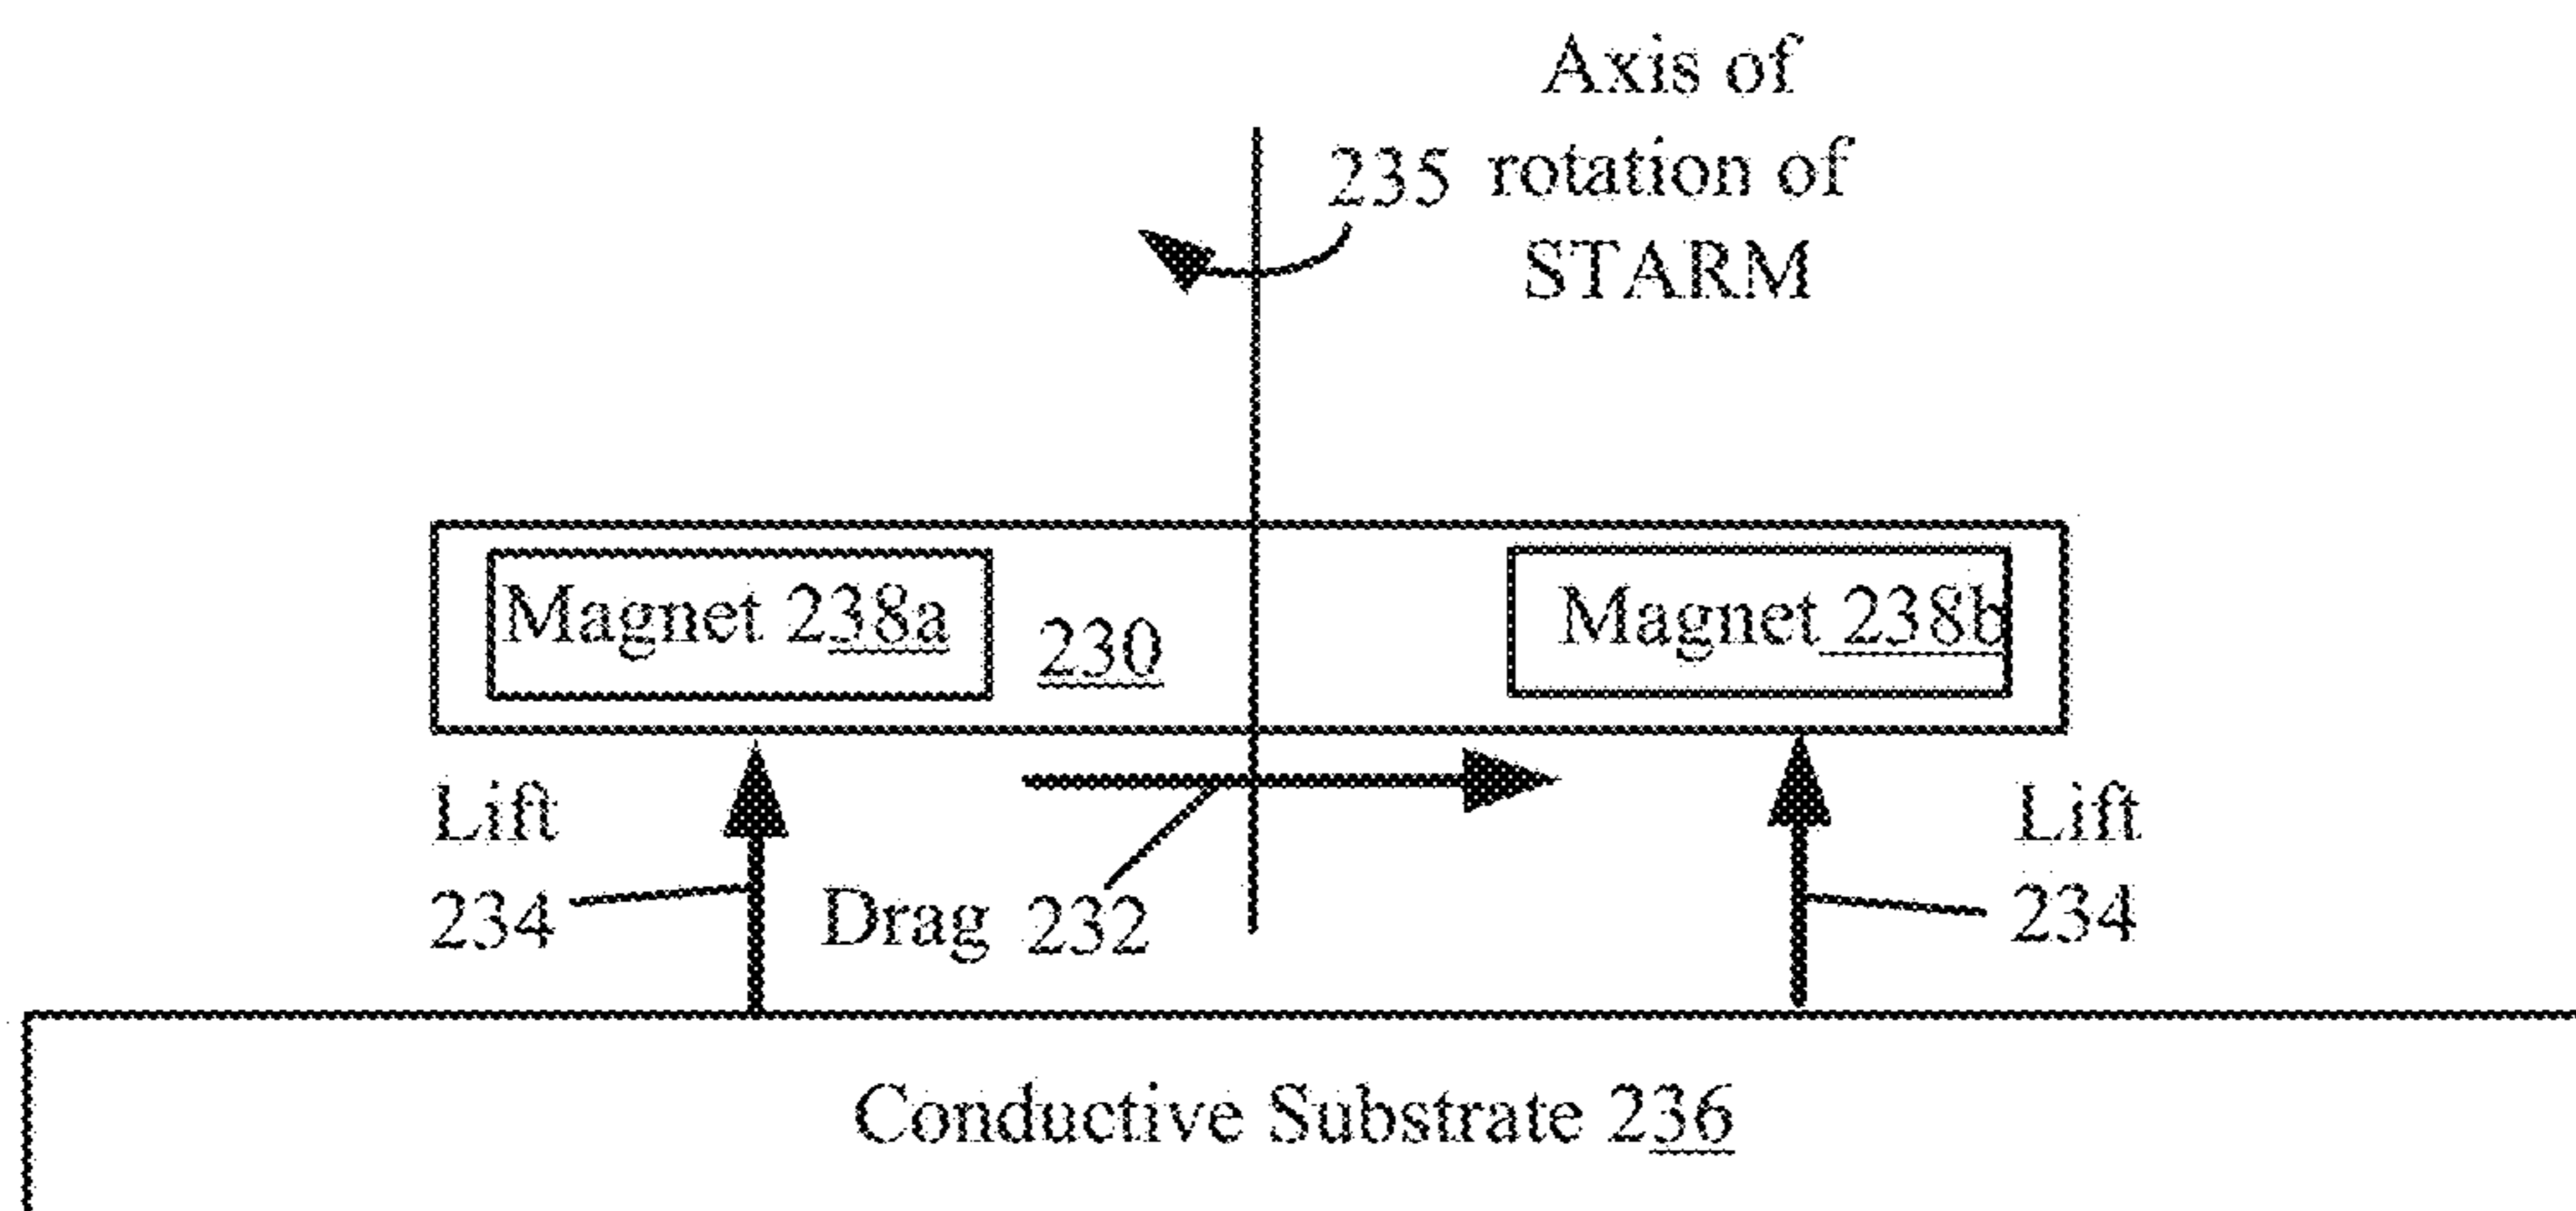 Axis of
235 rotation of
STARM
Magnet 238a
230
Magnet 238b
Lift
234
Drag 232
Lift
234
Conductive Substrate 236